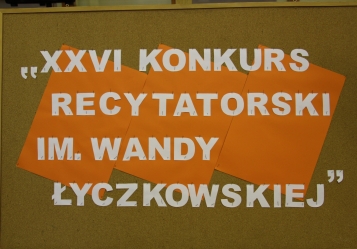 „XXVI KONKURS
RECYTATORSKI
IM. WANDY
ŁYCZKOWSKIEJ”